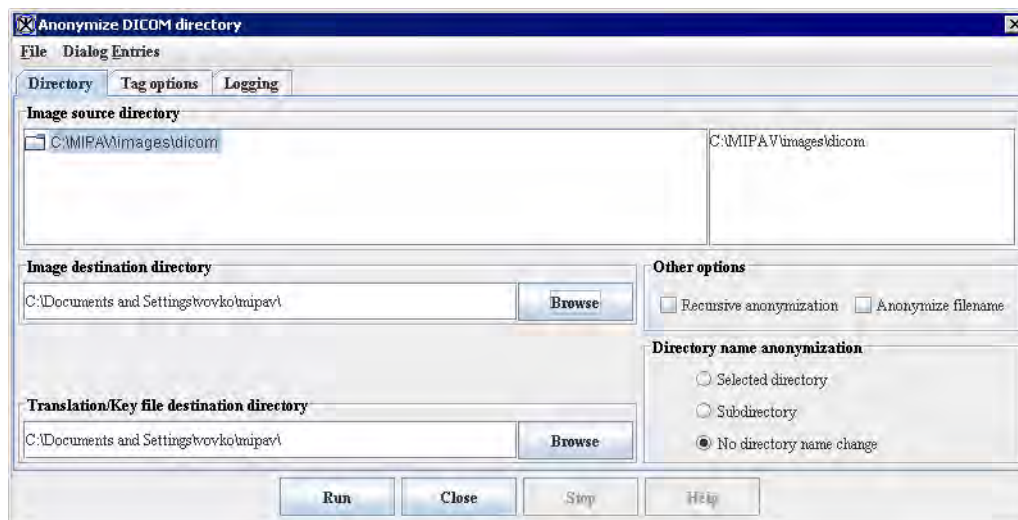 Anonymize DICOM directory
File Dialog Entries
Directory Tag options Logging
Image source directory
C:\MIPAV\images\dicom C:\MIPAV\images\dicom
Image destination directory
C:\Documents and Settings\vovko\mipav\ Browse
Other options
Recursive anonymization Anonymize filename
Directory name anonymization
Selected directory
Subdirectory
No directory name change
Translation/Key file destination directory
C:\Documents and Settings\vovko\mipav\ Browse
Run Close Stop Help